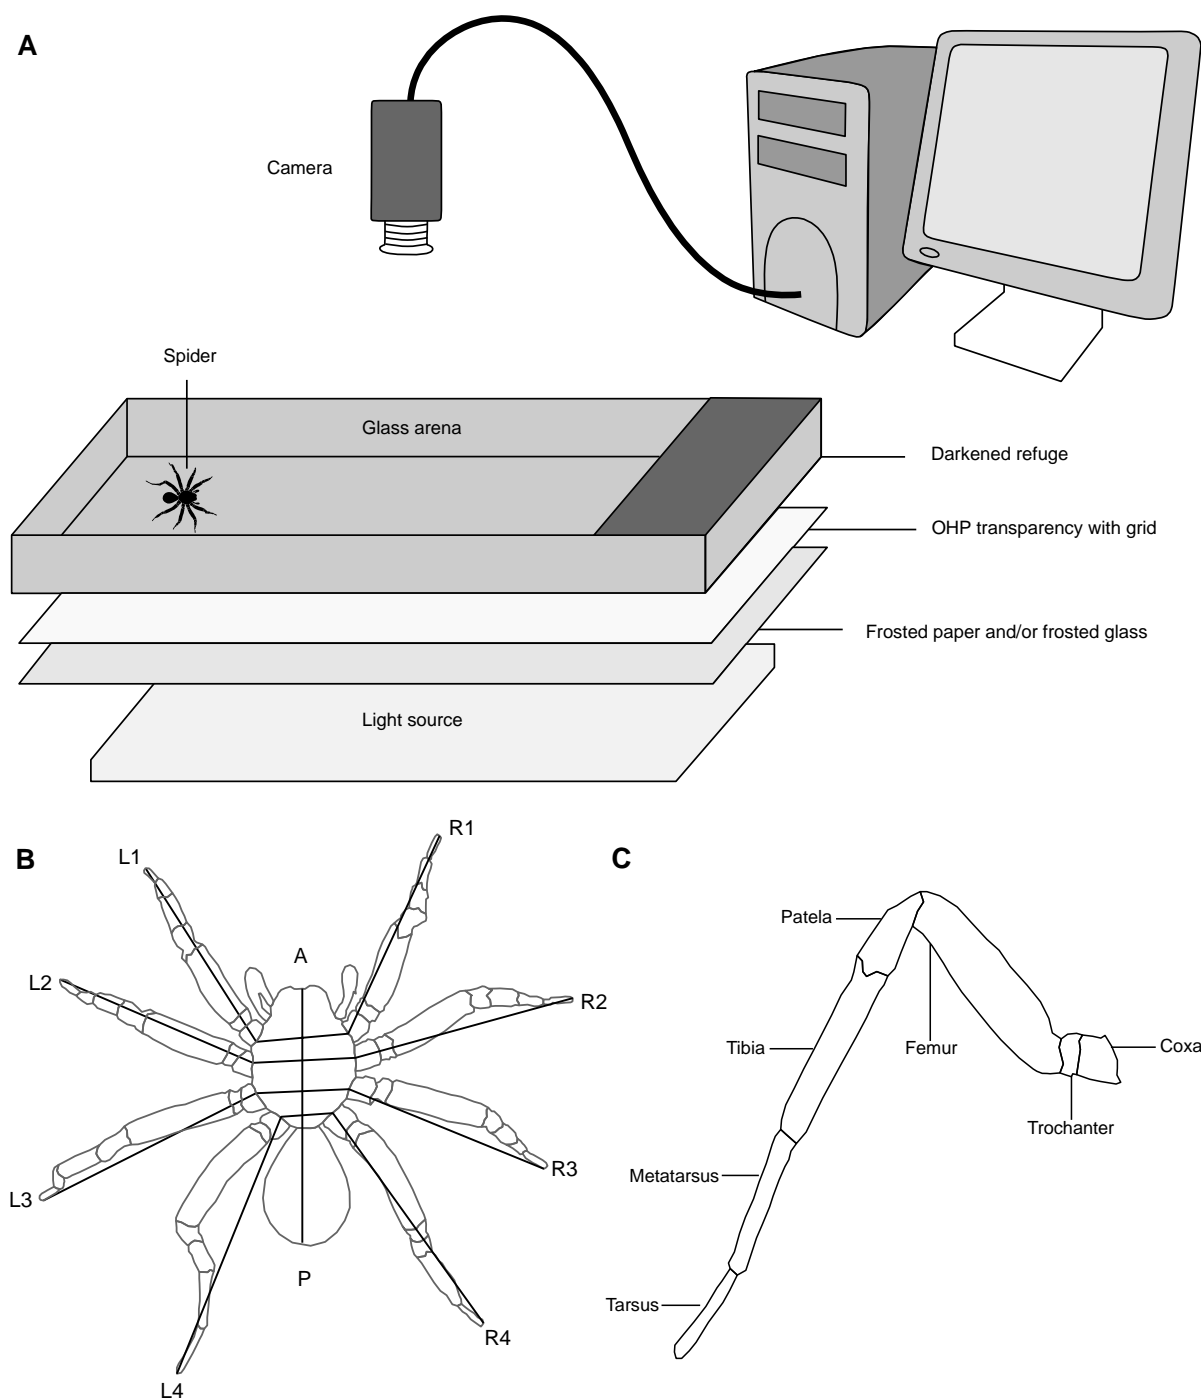 A
Camera
Spider
Glass arena
Darkened refuge
OHP transparency with grid
Frosted paper and/or frosted glass
Light source
B
L1
R1
A
L2
R2
L3
R3
P
R4
L4
C
Patela
Tibia
Femur
Coxa
Trochanter
Metatarsus
Tarsus